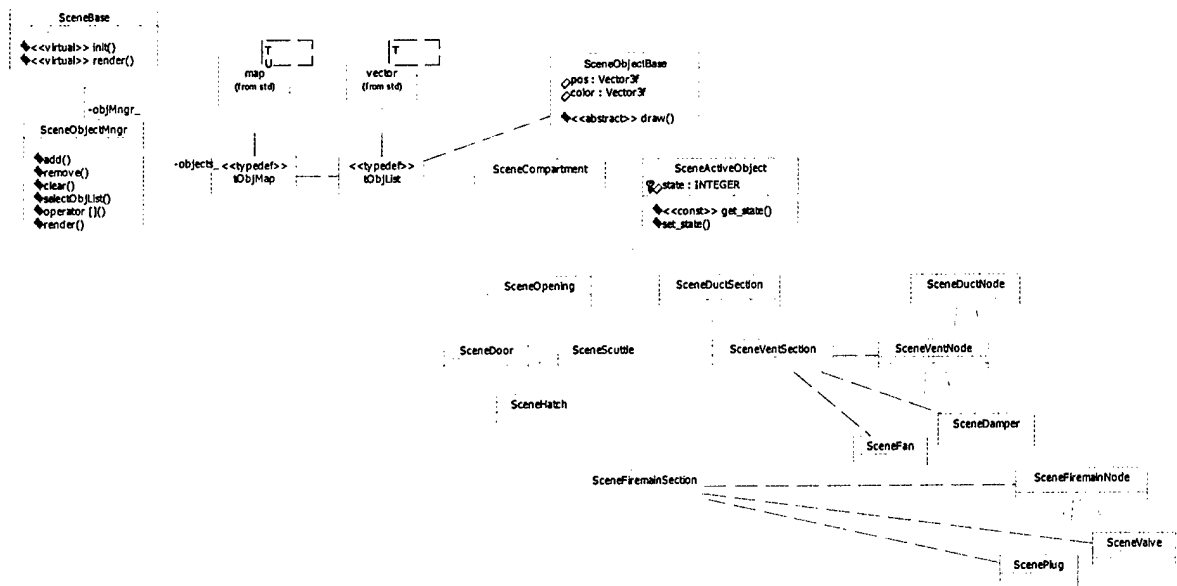 SceneBase
<<virtual>> init()
<<virtual>> render()
-objMngr_
SceneObjectMngr
add()
remove()
clear()
selectObjList()
operator []()
render()
T
U
map
(from std)
T
vector
(from std)
-objects_
<<typedef>>
tObjMap
<<typedef>>
tObjList
SceneObjectBase
pos : Vector3f
color : Vector3f
<<abstract>> draw()
SceneCompartment
SceneActiveObject
state : INTEGER
<<const>> get_state()
set_state()
SceneOpening
SceneDuctSection
SceneDuctNode
SceneDoor
SceneScuttle
SceneVentSection
SceneVentNode
SceneHatch
SceneDamper
SceneFan
SceneFiremainSection
SceneFiremainNode
SceneValve
ScenePlug